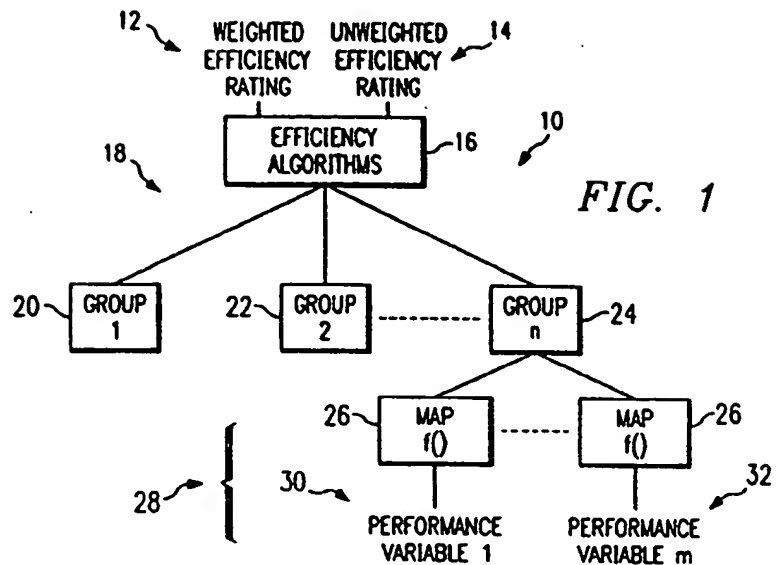 12
WEIGHTED EFFICIENCY RATING
UNWEIGHTED EFFICIENCY RATING
14
EFFICIENCY ALGORITHMS
16
10
18
FIG. 1
20
GROUP 1
22
GROUP 2
GROUP n
24
26
MAP f()
MAP f()
26
28
30
32
PERFORMANCE VARIABLE 1
PERFORMANCE VARIABLE m